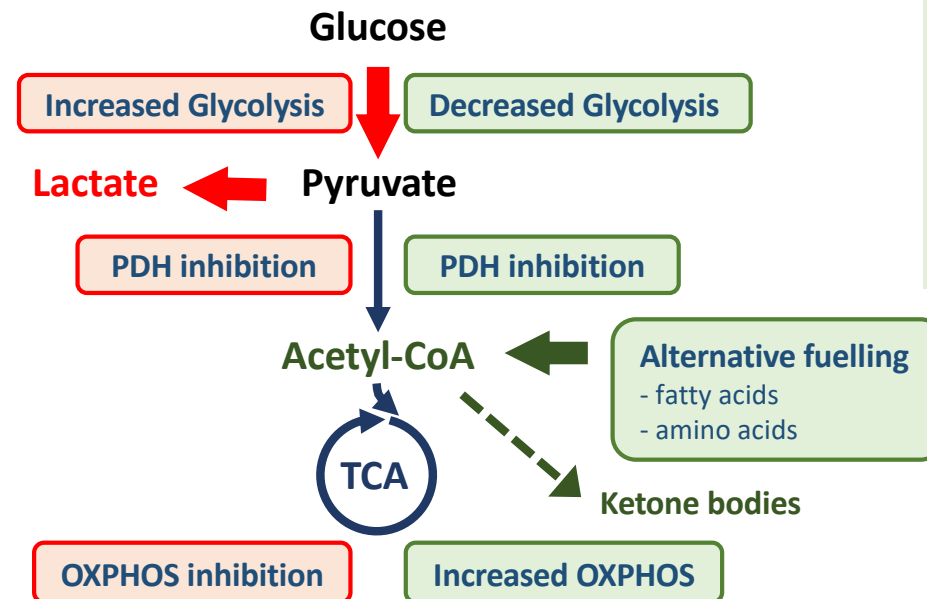 Glucose
Increased Glycolysis
Decreased Glycolysis
Lactate
Pyruvate
PDH inhibition
PDH inhibition
Acetyl-CoA
Alternative fuelling
- fatty acids
- amino acids
TCA
Ketone bodies
OXPHOS inhibition
Increased OXPHOS